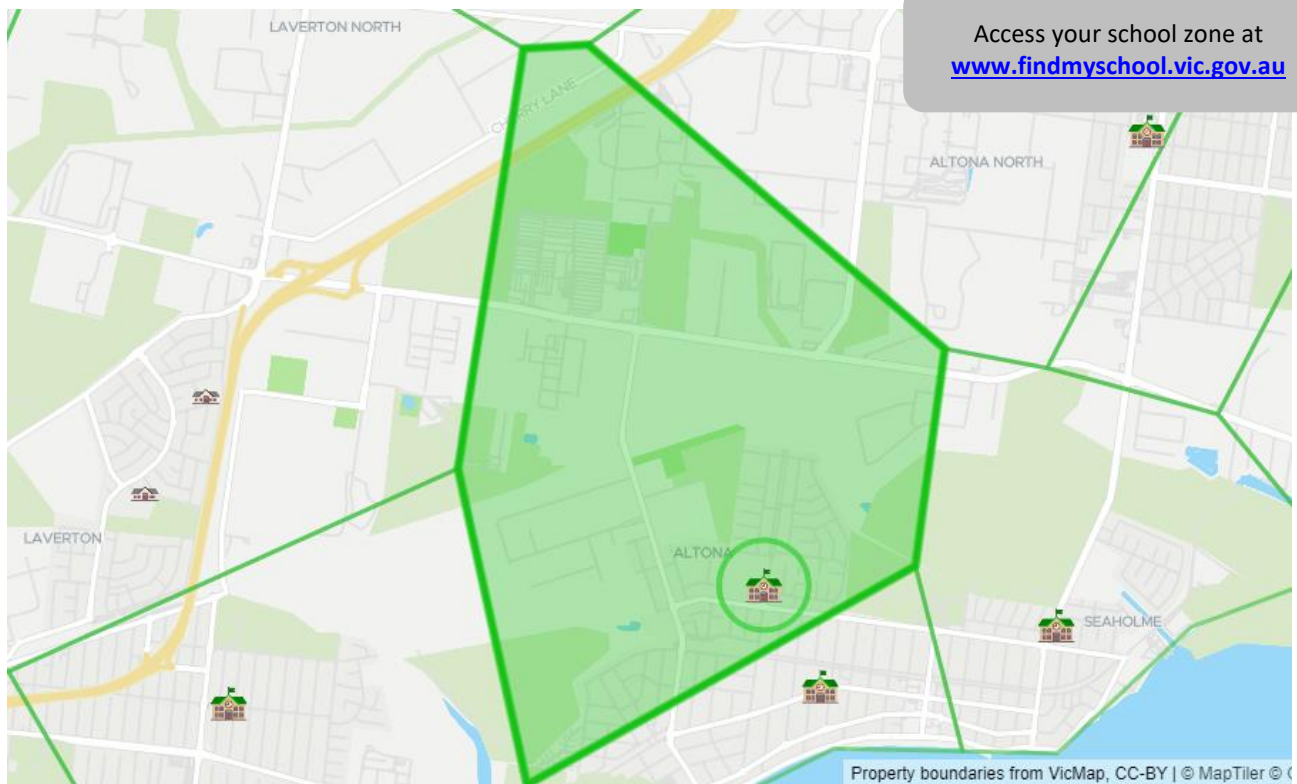 LAVERTON NORTH
Access your school zone at
www.findmyschool.vic.gov.au
CHERRY LANE
ALTONA NORTH
LAVERTON
ALTONA
SEAHOLME
Property boundaries from VicMap, CC-BY | © MapTiler ©